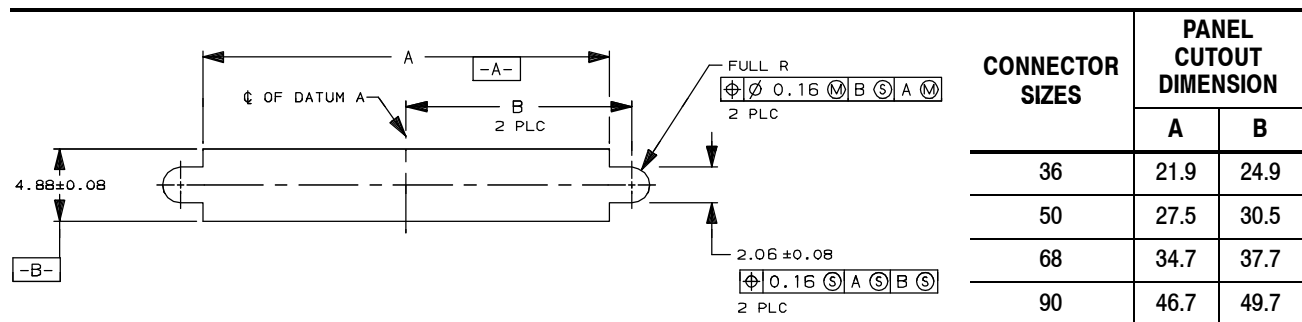 A
-A-
℄ OF DATUM A
B
2 PLC
FULL R
⌖ ⌀ 0.16 Ⓜ B Ⓢ A Ⓜ
2 PLC
4.88±0.08
-B-
2.06 ±0.08
⌖ 0.16 Ⓢ A Ⓢ B Ⓢ
2 PLC
CONNECTOR SIZES PANEL CUTOUT DIMENSION
A B
36 21.9 24.9
50 27.5 30.5
68 34.7 37.7
90 46.7 49.7